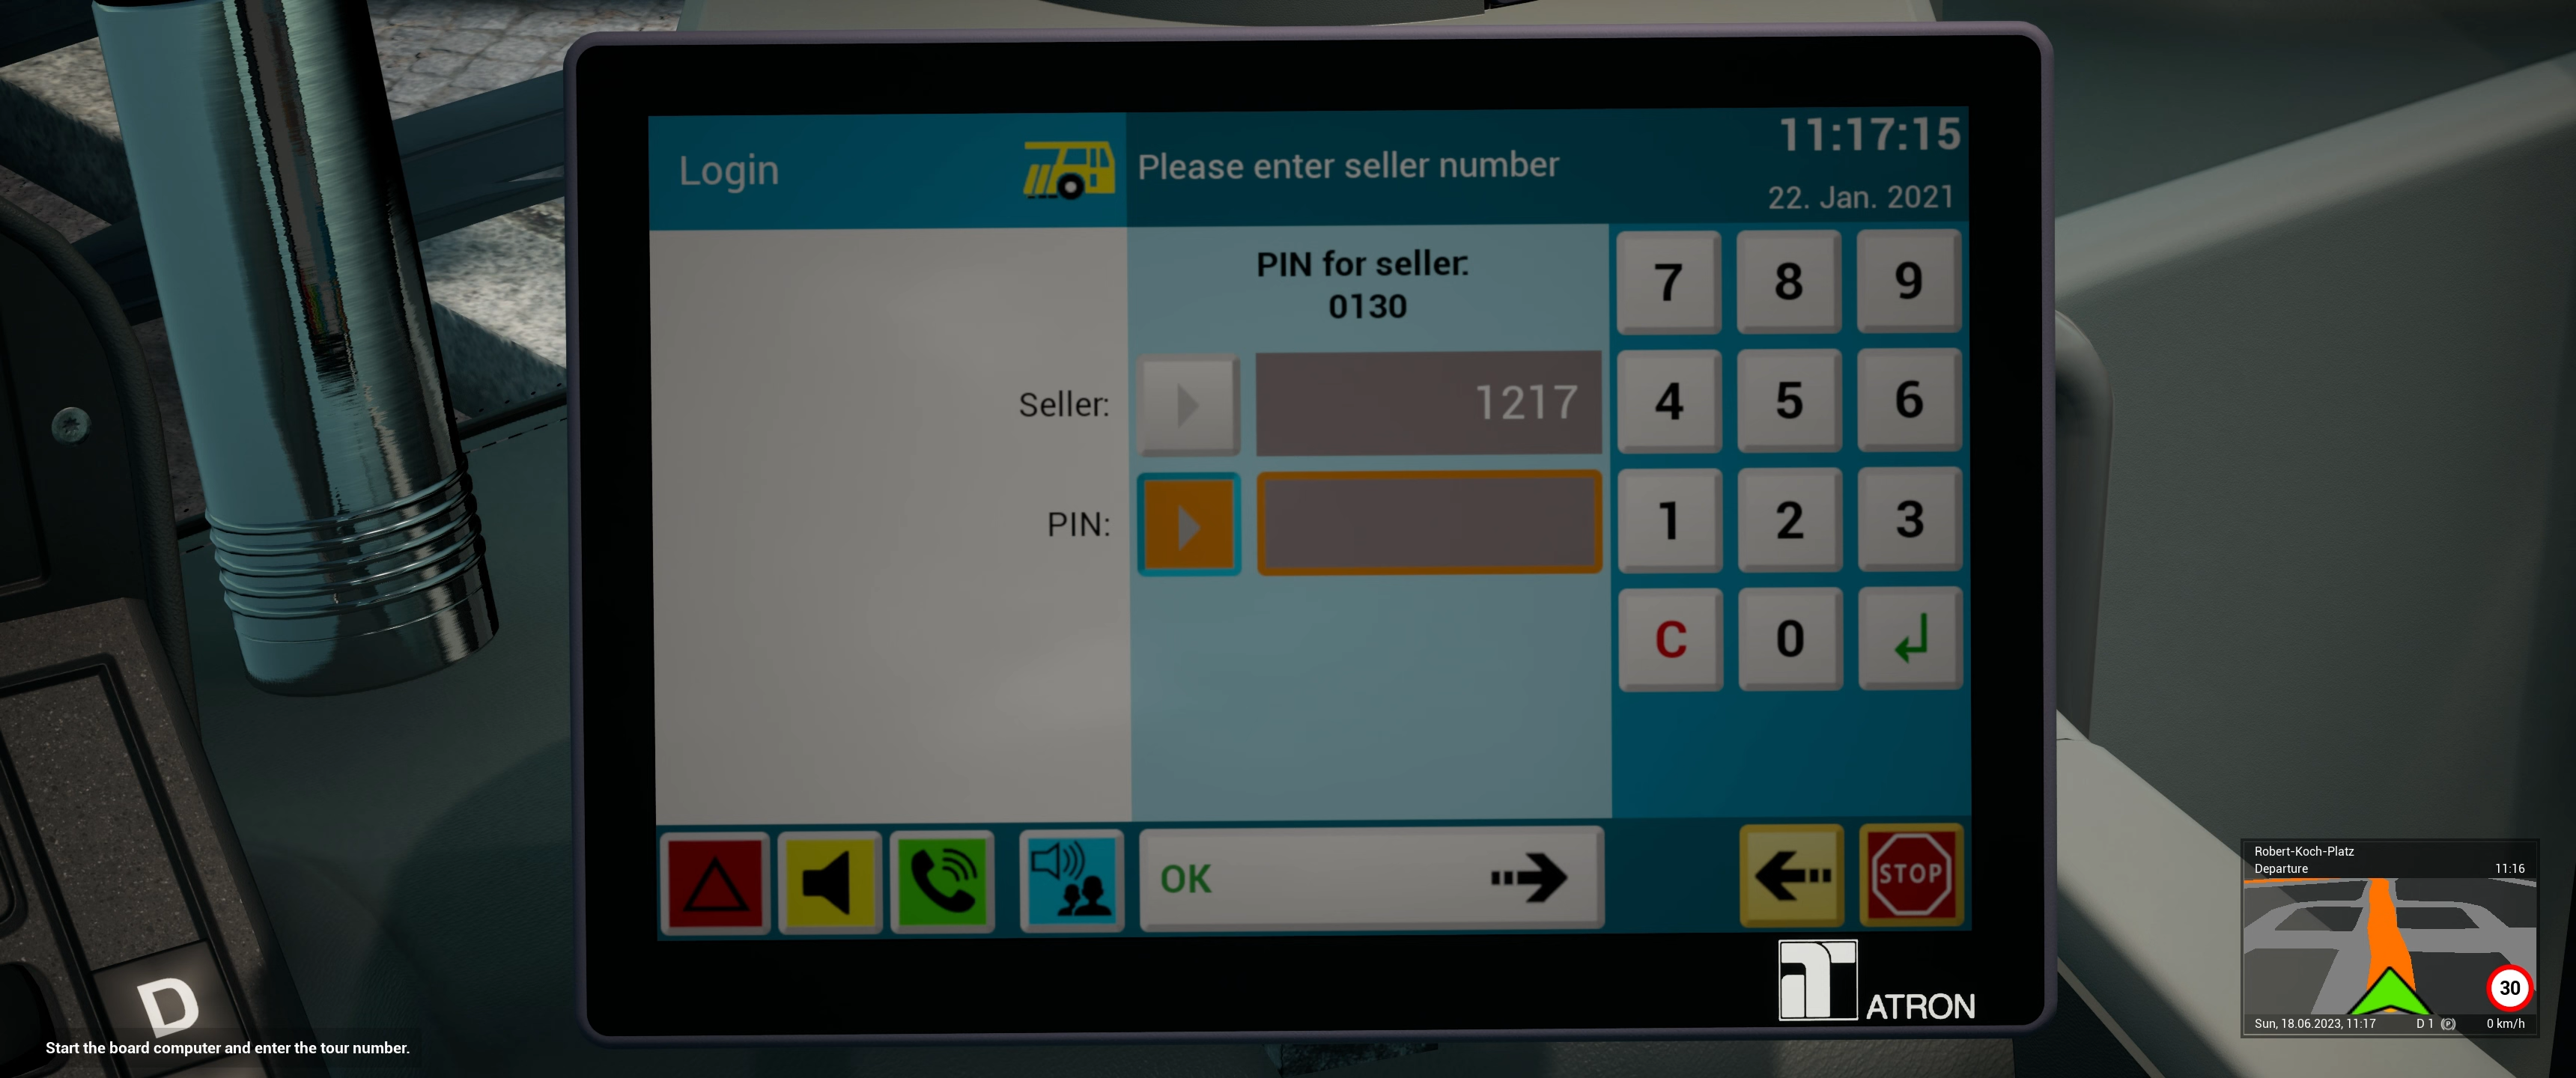 Login
Please enter seller number
11:17:15
22. Jan. 2021
PIN for seller:
0130
Seller:
1217
PIN:
7 8 9
4 5 6
1 2 3
C 0
OK
STOP
ATRON
D
Start the board computer and enter the tour number.
Robert-Koch-Platz
Departure 11:16
30
Sun, 18.06.2023, 11:17 D 1 (P) 0 km/h